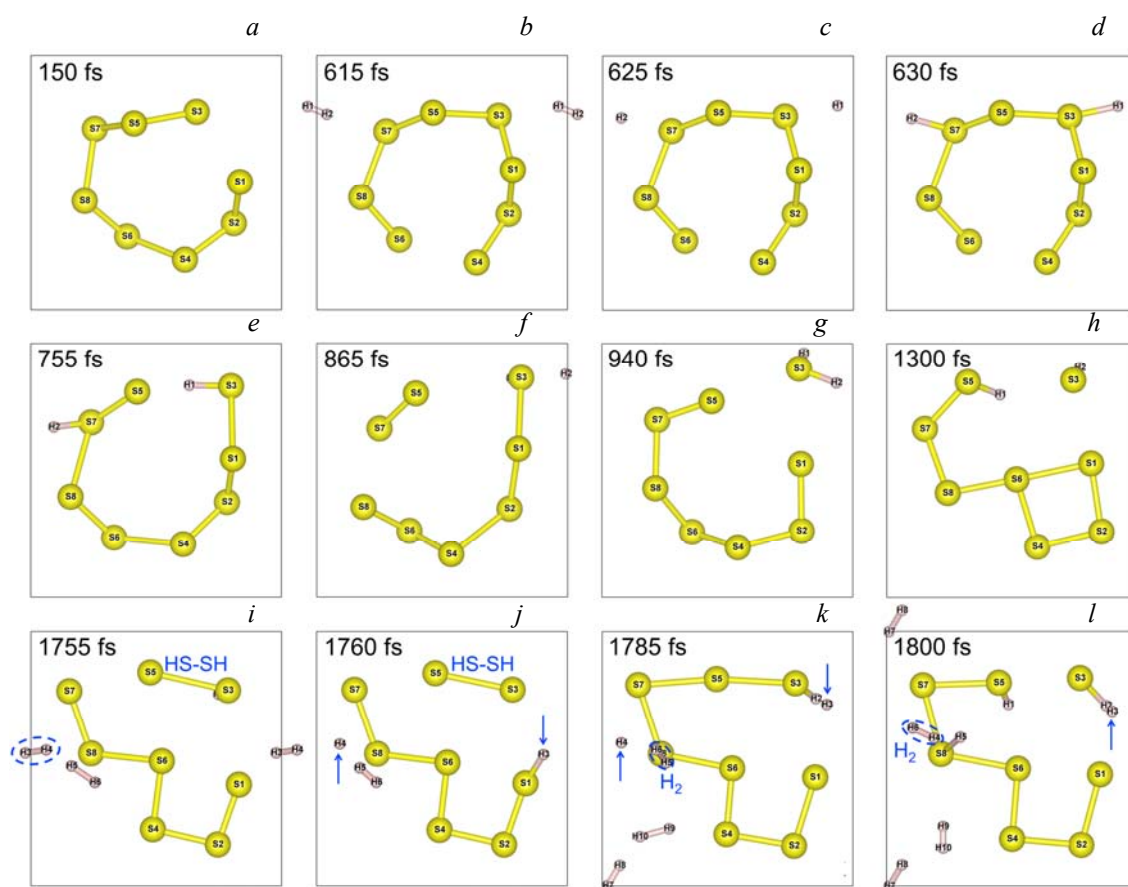 a b c d
150 fs 615 fs 625 fs 630 fs
S7 S5 S3 S1 S8 S6 S4 S2
H1 H2 S5 S3 S7 S1 S8 S2 S6 S4 H1 H2
H2 S7 S5 S3 H1 S1 S8 S2 S6 S4
H2 S7 S5 S3 H1 S1 S8 S2 S6 S4
e f g h
755 fs 865 fs 940 fs 1300 fs
H2 S7 S5 H1 S3 S1 S8 S2 S6 S4
S5 S7 S3 H2 S1 S8 S6 S4 S2
H1 S3 H2 S5 S7 S1 S8 S6 S4 S2
S5 H1 H2 S3 S7 S6 S1 S8 S4 S2
i j k l
1755 fs 1760 fs 1785 fs 1800 fs
S7 S5 HS-SH S3 H3 H4 S8 H5 H6 S6 S1 S4 S2 H3 H4
S7 S5 HS-SH S3 H4 S8 H5 H6 S6 H3 S1 S4 S2
S7 S5 S3 H2 H3 H4 H2 S6 S1 H10 H9 S4 S2 H8 H7
H8 H7 S7 S5 S3 H1 H2 H3 H6 H4 H5 H2 S8 S6 S1 H9 H10 S4 S2 H8 H7